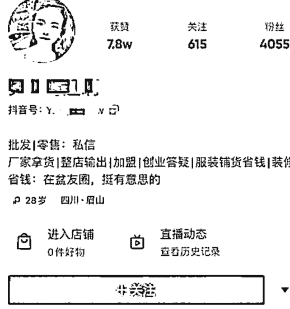 获赞 关注 粉丝
7.8w 615 4055
抖音号: Y.
批发|零售：私信
厂家拿货|整店输出|加盟|创业答疑|服装铺货省钱|装修
省钱：在盆友圈，挺有意思的
28岁 四川·眉山
进入店铺 直播动态
0件好物 查看历史记录
+关注